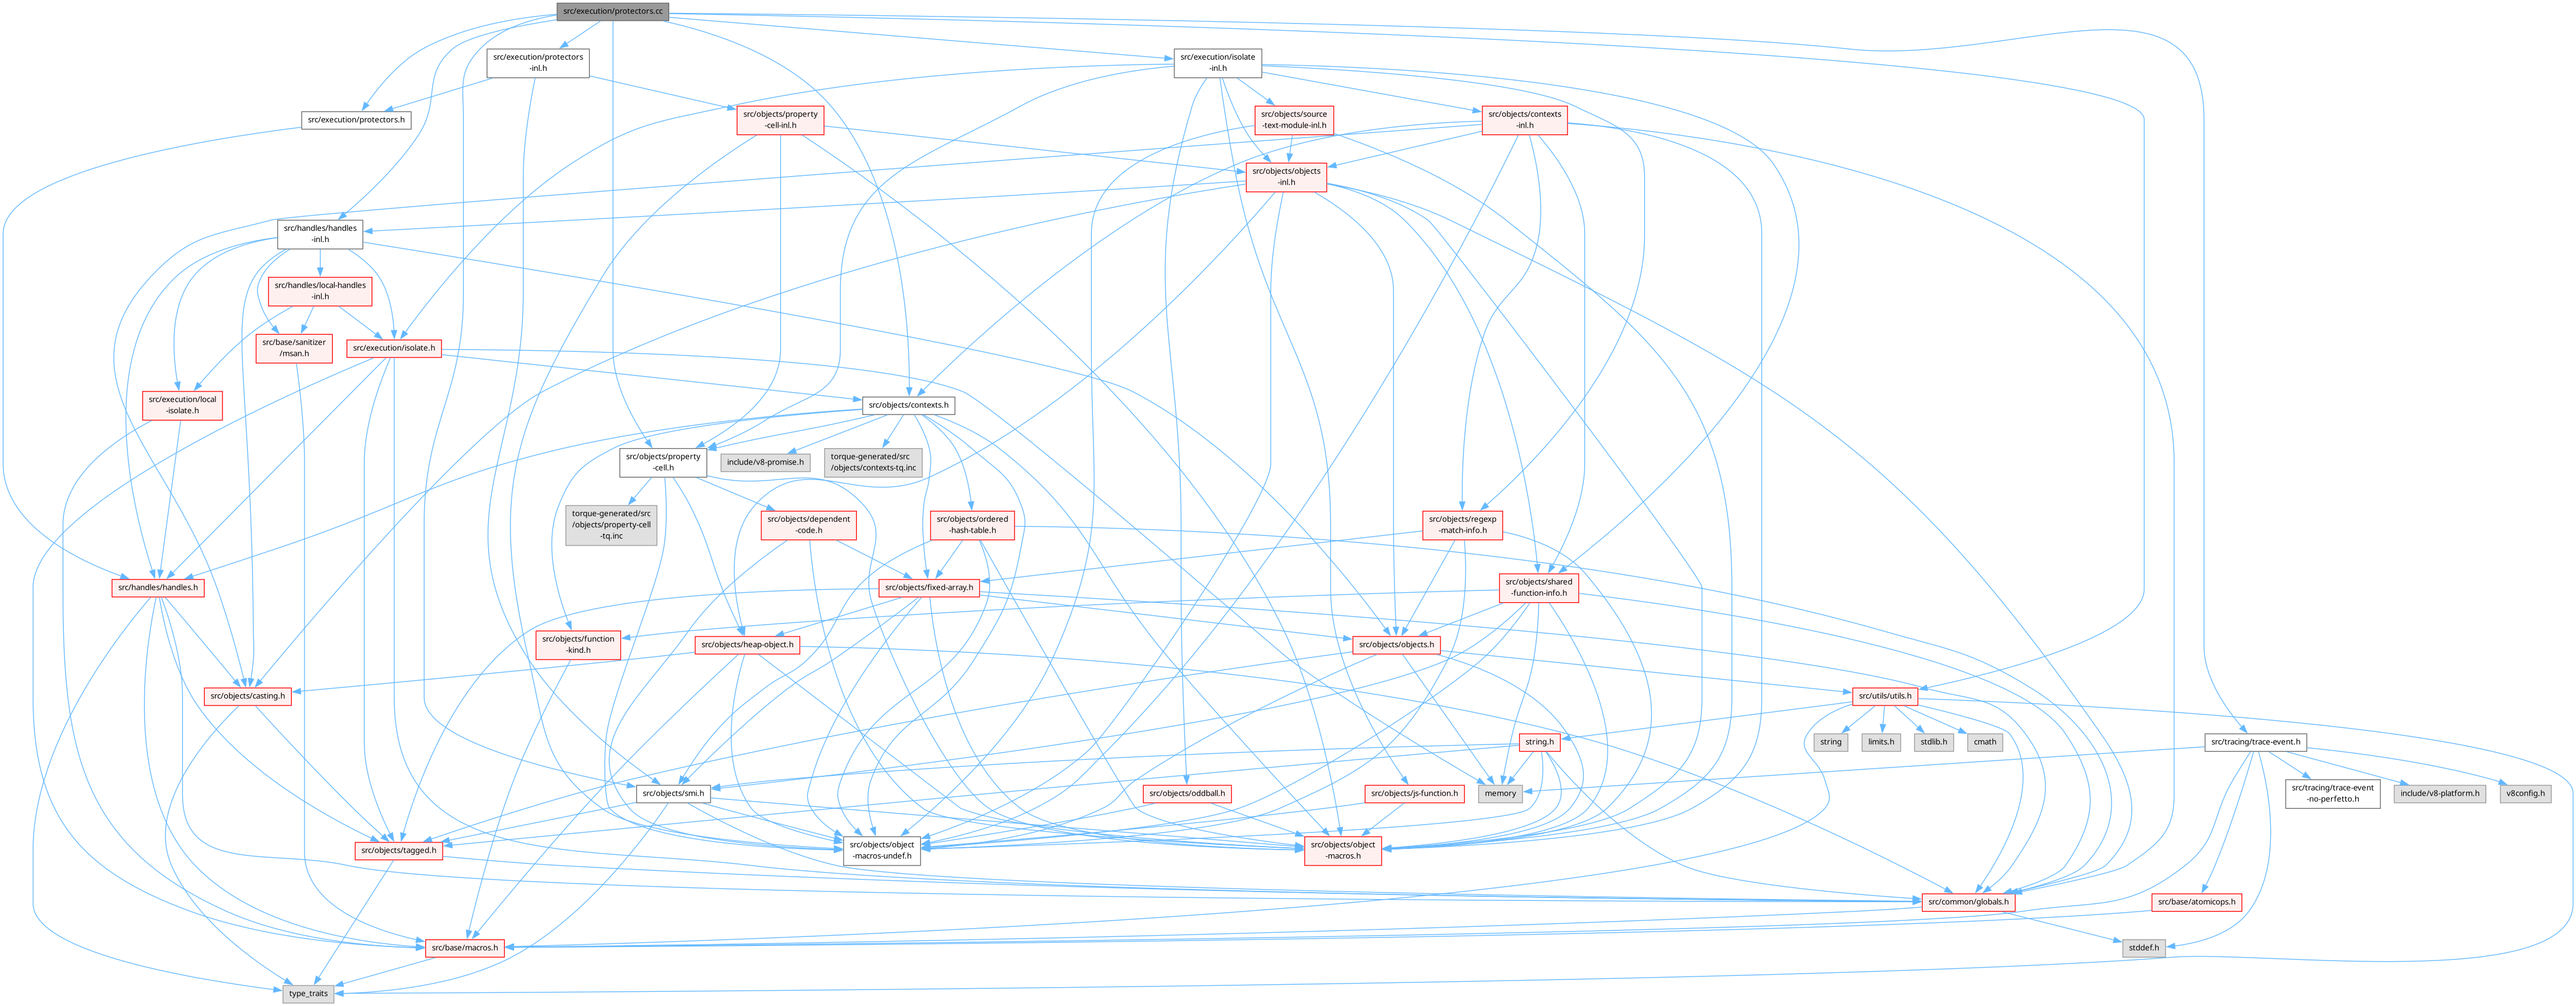 src/execution/protectors.cc
src/execution/protectors
-inl.h
src/execution/isolate
-inl.h
src/execution/protectors.h
src/objects/property
-cell-inl.h
src/objects/source
-text-module-inl.h
src/objects/contexts
-inl.h
src/objects/objects
-inl.h
src/handles/handles
-inl.h
src/handles/local-handles
-inl.h
src/base/sanitizer
/msan.h
src/execution/isolate.h
src/execution/local
-isolate.h
src/objects/contexts.h
src/objects/property
-cell.h
include/v8-promise.h
torque-generated/src
/objects/contexts-tq.inc
torque-generated/src
/objects/property-cell
-tq.inc
src/objects/dependent
-code.h
src/objects/ordered
-hash-table.h
src/objects/regexp
-match-info.h
src/handles/handles.h
src/objects/fixed-array.h
src/objects/shared
-function-info.h
src/objects/function
-kind.h
src/objects/heap-object.h
src/objects/objects.h
src/objects/casting.h
src/utils/utils.h
string.h
string
limits.h
stdlib.h
cmath
src/tracing/trace-event.h
src/objects/smi.h
src/objects/oddball.h
src/objects/js-function.h
memory
src/tracing/trace-event
-no-perfetto.h
include/v8-platform.h
v8config.h
src/objects/tagged.h
src/objects/object
-macros-undef.h
src/objects/object
-macros.h
src/common/globals.h
src/base/atomicops.h
src/base/macros.h
stddef.h
type_traits